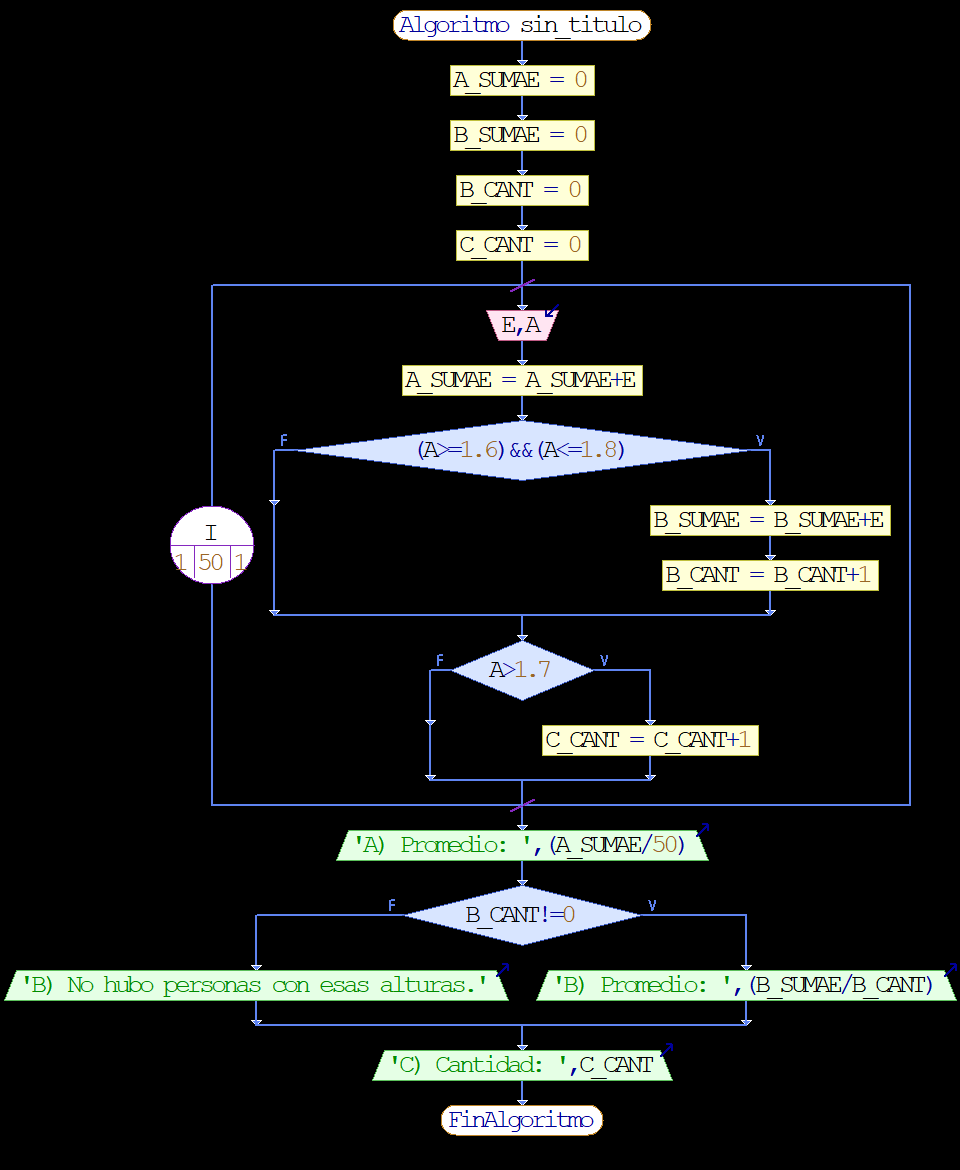 Algoritmo sin_titulo
A_SUMAE = 0
B_SUMAE = 0
B_CANT = 0
C_CANT = 0
E,A
A_SUMAE = A_SUMAE+E
F
(A>=1.6)&&(A<=1.8)
V
B_SUMAE = B_SUMAE+E
I
1 50 1
B_CANT = B_CANT+1
F
A>1.7
V
C_CANT = C_CANT+1
'A) Promedio: ',(A_SUMAE/50)
F
B_CANT!=0
V
'B) No hubo personas con esas alturas.'
'B) Promedio: ',(B_SUMAE/B_CANT)
'C) Cantidad: ',C_CANT
FinAlgoritmo